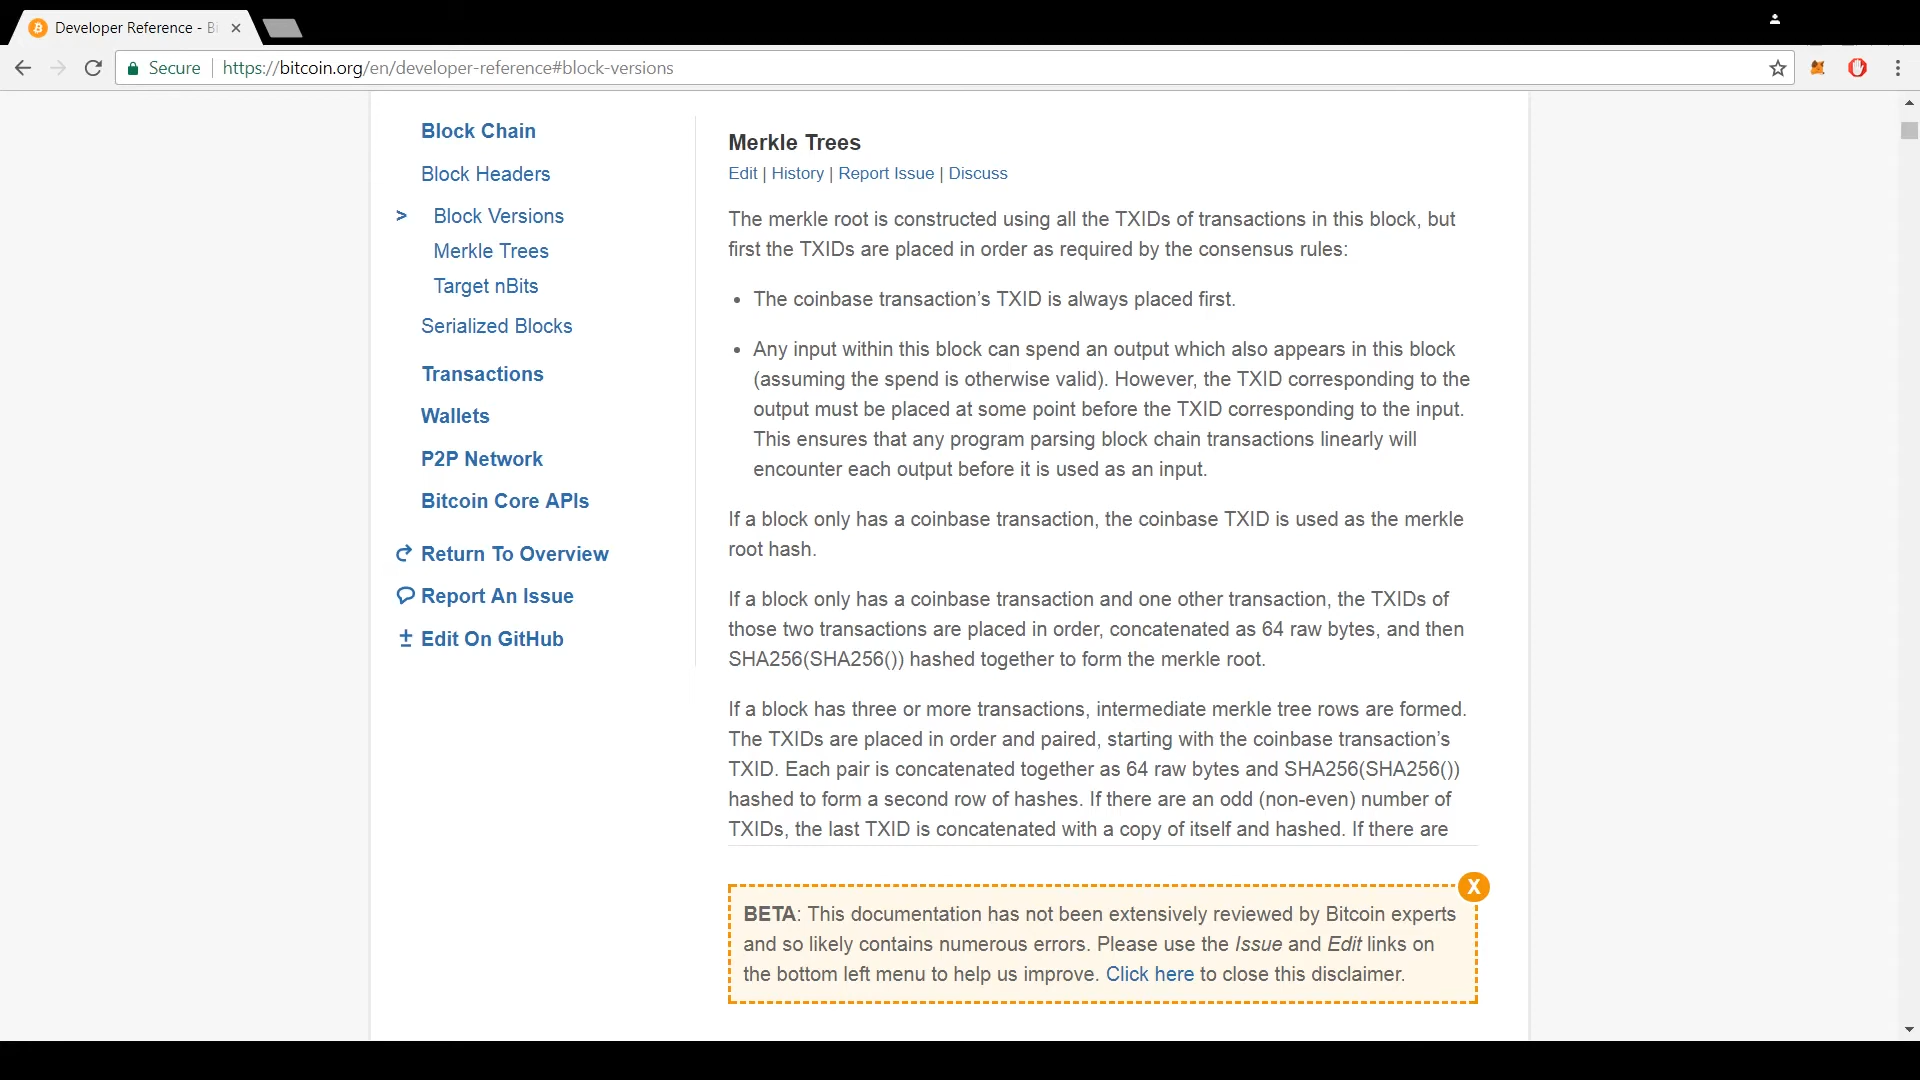 Developer Reference - Bi
Secure
https://bitcoin.org/en/developer-reference#block-versions
Block Chain
Block Headers
> Block Versions
Merkle Trees
Target nBits
Serialized Blocks
Transactions
Wallets
P2P Network
Bitcoin Core APIs
Return To Overview
Report An Issue
Edit On GitHub
Merkle Trees
Edit | History | Report Issue | Discuss
The merkle root is constructed using all the TXIDs of transactions in this block, but
first the TXIDs are placed in order as required by the consensus rules:
• The coinbase transaction’s TXID is always placed first.
• Any input within this block can spend an output which also appears in this block
(assuming the spend is otherwise valid). However, the TXID corresponding to the
output must be placed at some point before the TXID corresponding to the input.
This ensures that any program parsing block chain transactions linearly will
encounter each output before it is used as an input.
If a block only has a coinbase transaction, the coinbase TXID is used as the merkle
root hash.
If a block only has a coinbase transaction and one other transaction, the TXIDs of
those two transactions are placed in order, concatenated as 64 raw bytes, and then
SHA256(SHA256()) hashed together to form the merkle root.
If a block has three or more transactions, intermediate merkle tree rows are formed.
The TXIDs are placed in order and paired, starting with the coinbase transaction’s
TXID. Each pair is concatenated together as 64 raw bytes and SHA256(SHA256())
hashed to form a second row of hashes. If there are an odd (non-even) number of
TXIDs, the last TXID is concatenated with a copy of itself and hashed. If there are
X
BETA: This documentation has not been extensively reviewed by Bitcoin experts
and so likely contains numerous errors. Please use the Issue and Edit links on
the bottom left menu to help us improve. Click here to close this disclaimer.